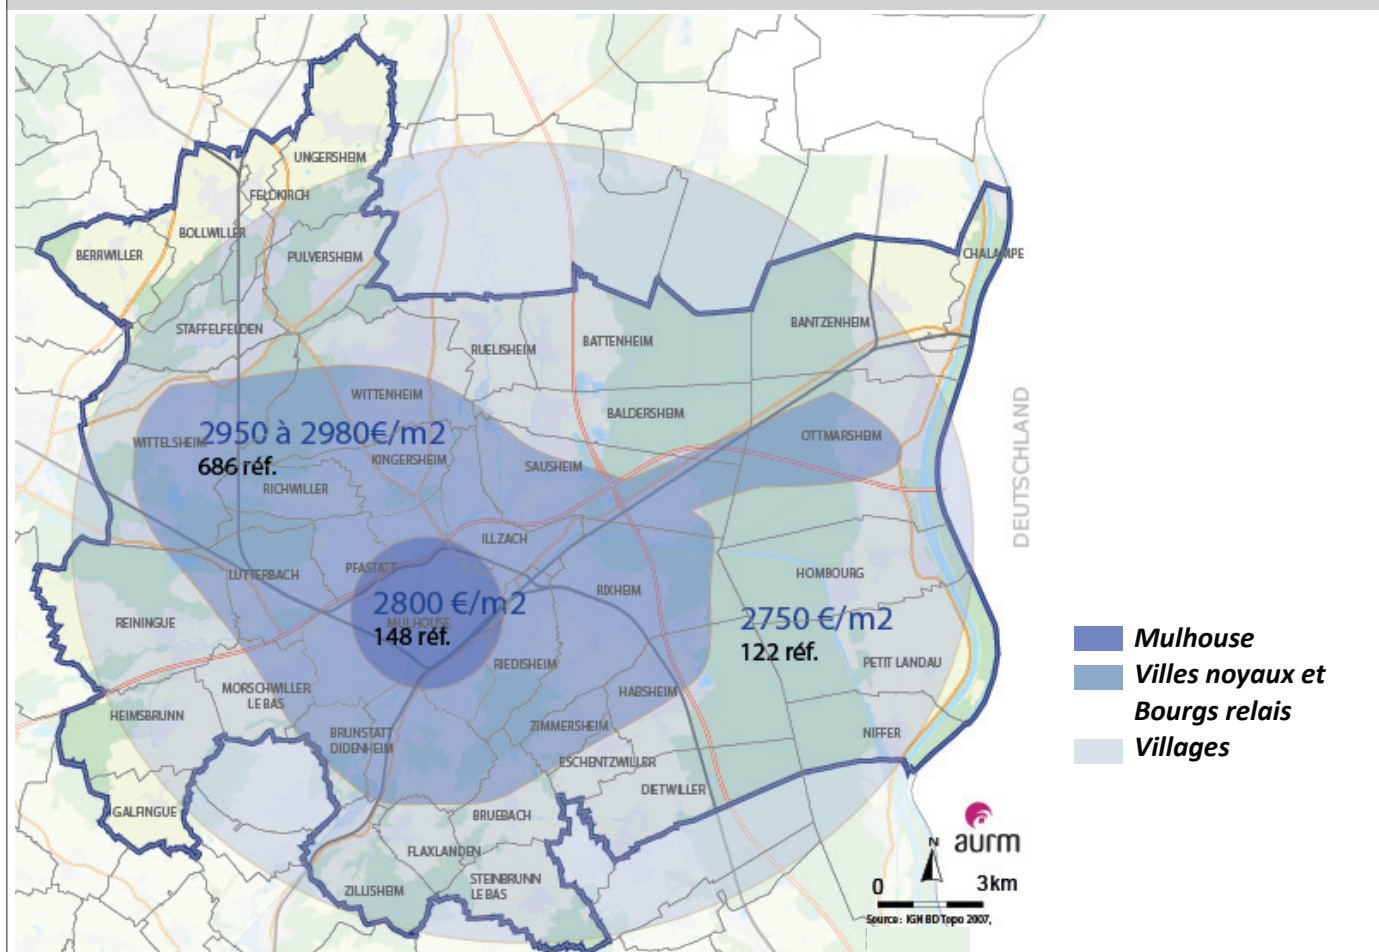 UNGERSHEIM
FELDKIRCH
BOLLWILLER
BERRWILLER
PULVERSHEIM
CHALAMPE
STAFFELFELDEN
BANTZENHEIM
RUELISHEIM
BATTENHEIM
WITTENHEIM
BALDERSHEIM
OTTMARSHEIM
DEUTSCHLAND
WITTELSHEIM
2950 à 2980€/m2
686 réf.
KINGERSHEIM
SAUSHEIM
RICHWILLER
ILLZACH
PFASTATT
LUTTERBACH
HOMBOURG
RIXHEIM
2800 €/m2
MULHOUSE
148 réf.
REININGUE
2750 €/m2
122 réf.
RIEDISHEIM
PETIT LANDAU
HABSHEIM
MORSCHWILLER
LE BAS
HEIMSBRUNN
ZIMMERSHEIM
BRUNSTATT
DIDENHEIM
NIFFER
ESCHENTZWILLER
DIETWILLER
GALFINGUE
BRUEBACH
FLAXLANDEN
STEINBRUNN
LE BAS
ZILLISHEIM
Mulhouse
Villes noyaux et
Bourgs relais
Villages
aurm
N
0 3km
Source: IGN BD Topo 2007,